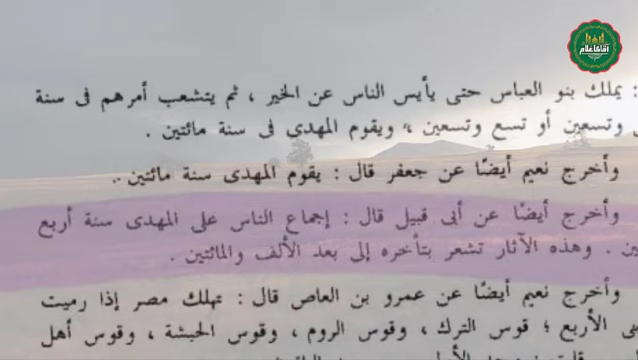 : يملك بنو العباس حتى يأيس الناس عن الخير ، ثم يتشعب أمرهم فى سنة
وتسعين أو تسع وتسعين ، ويقوم المهدى فى سنة مائتين .
وأخرج نعيم أيضًا عن جعفر قال : يقوم المهدى سنة مائتين .
وأخرج أيضًا عن أبى قبيل قال : إجماع الناس على المهدى سنة أربع
. وهذه الآثار تشعر بتأخره إلى بعد الألف والمائتين .
وأخرج نعيم أيضًا عن عمرو بن العاص قال : تهلك مصر إذا رميت
الأربع ؛ قوس الترك ، وقوس الروم ، وقوس الحبشة ، وقوس أهل